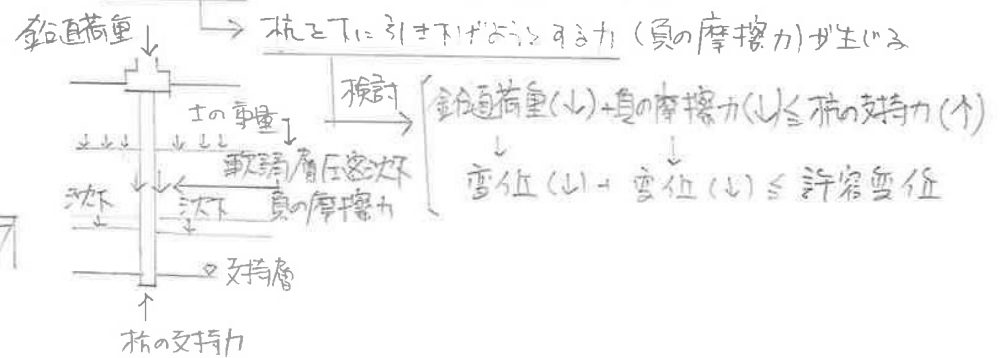 鉛直荷重
杭を下に引き下げようとする力(負の摩擦力)が生じる
検討
鉛直荷重(↓)+負の摩擦力(↓)≦杭の支持力(↑)
変位(↓)+変位(↓)≦許容変位
土の重量
軟弱層圧密沈下
沈下 沈下 負の摩擦力
支持層
杭の支持力